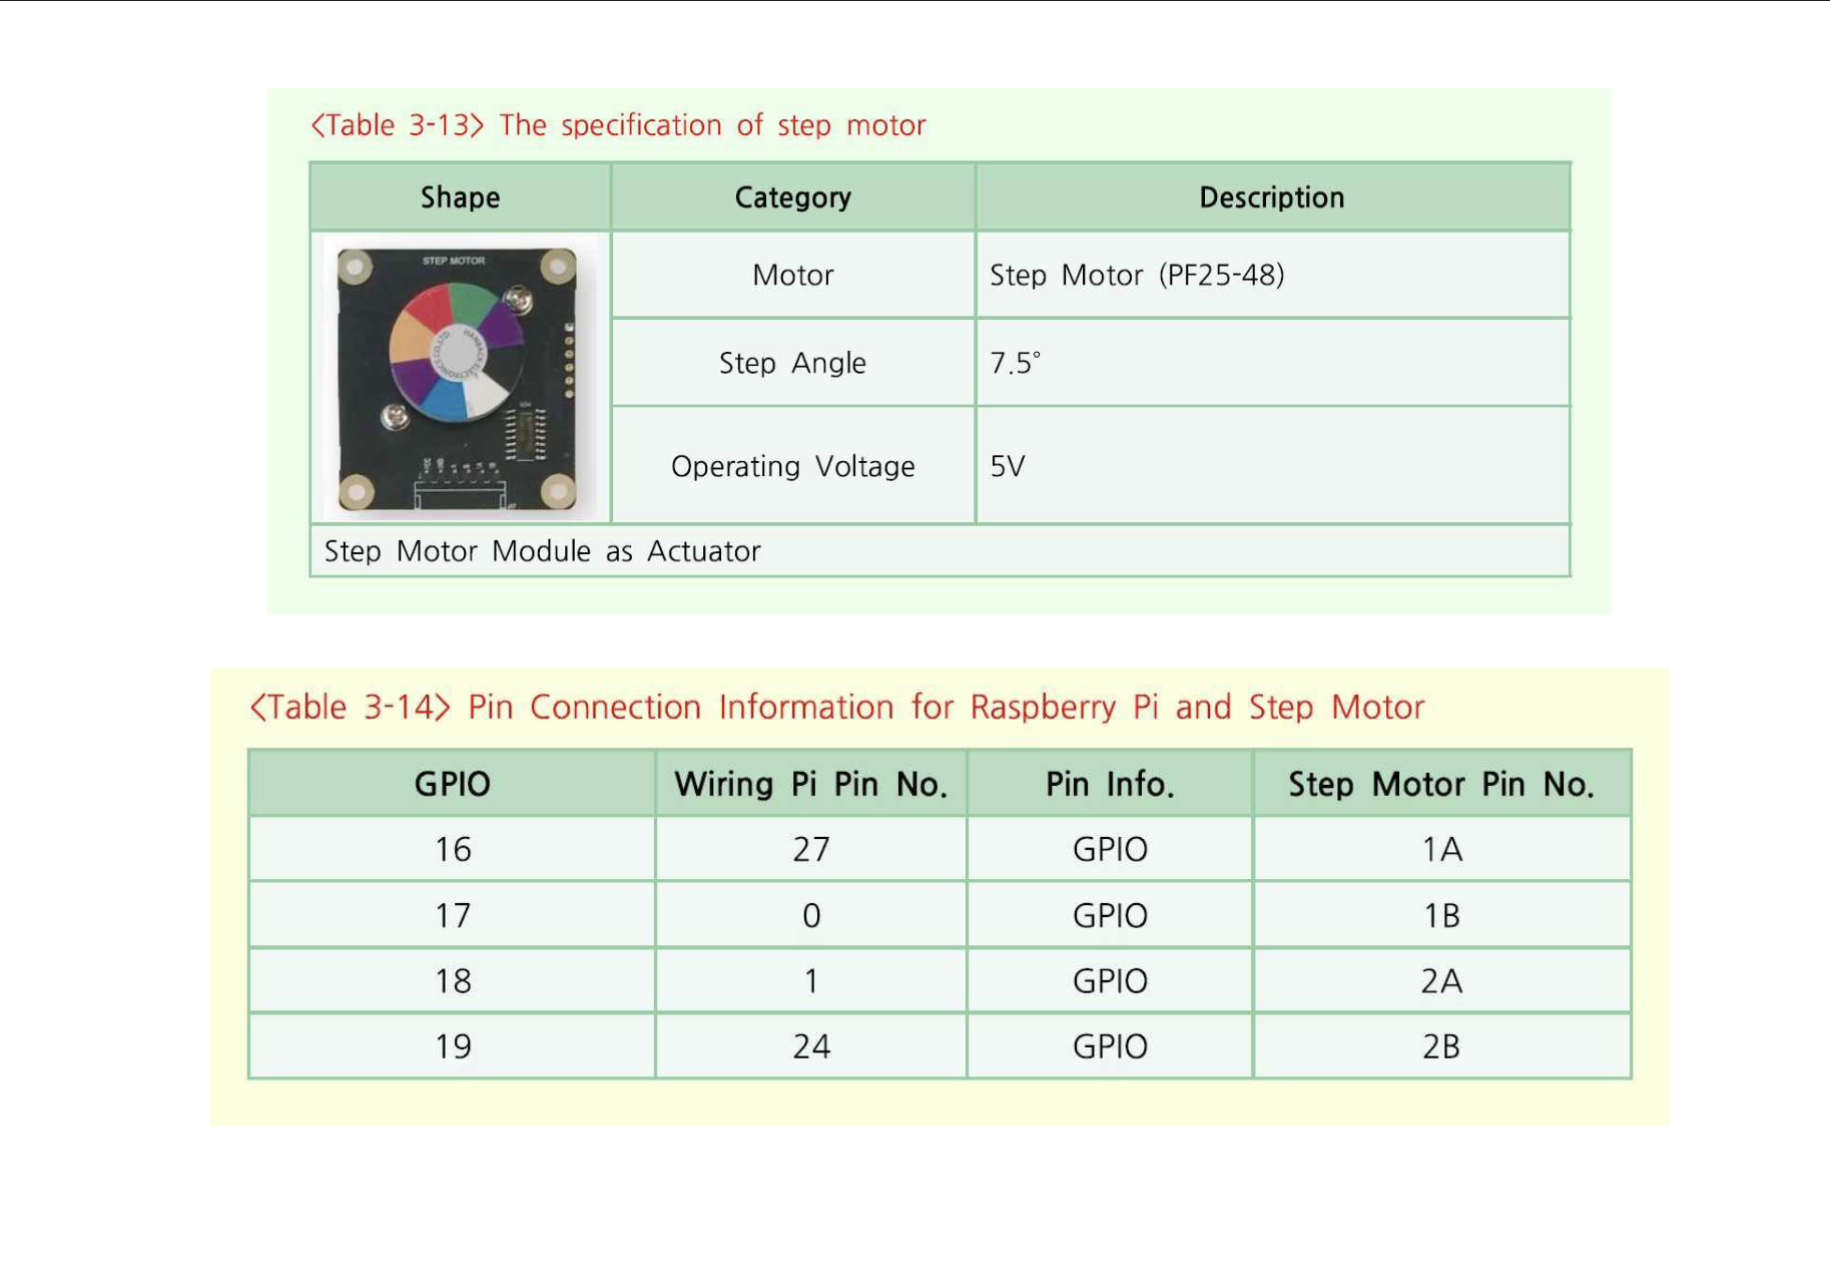 <Table 3-13> The specification of step motor
Shape Category Description
STEP MOTOR
Motor Step Motor (PF25-48)
Step Angle 7.5°
Operating Voltage 5V
Step Motor Module as Actuator
<Table 3-14> Pin Connection Information for Raspberry Pi and Step Motor
GPIO Wiring Pi Pin No. Pin Info. Step Motor Pin No.
16 27 GPIO 1A
17 0 GPIO 1B
18 1 GPIO 2A
19 24 GPIO 2B